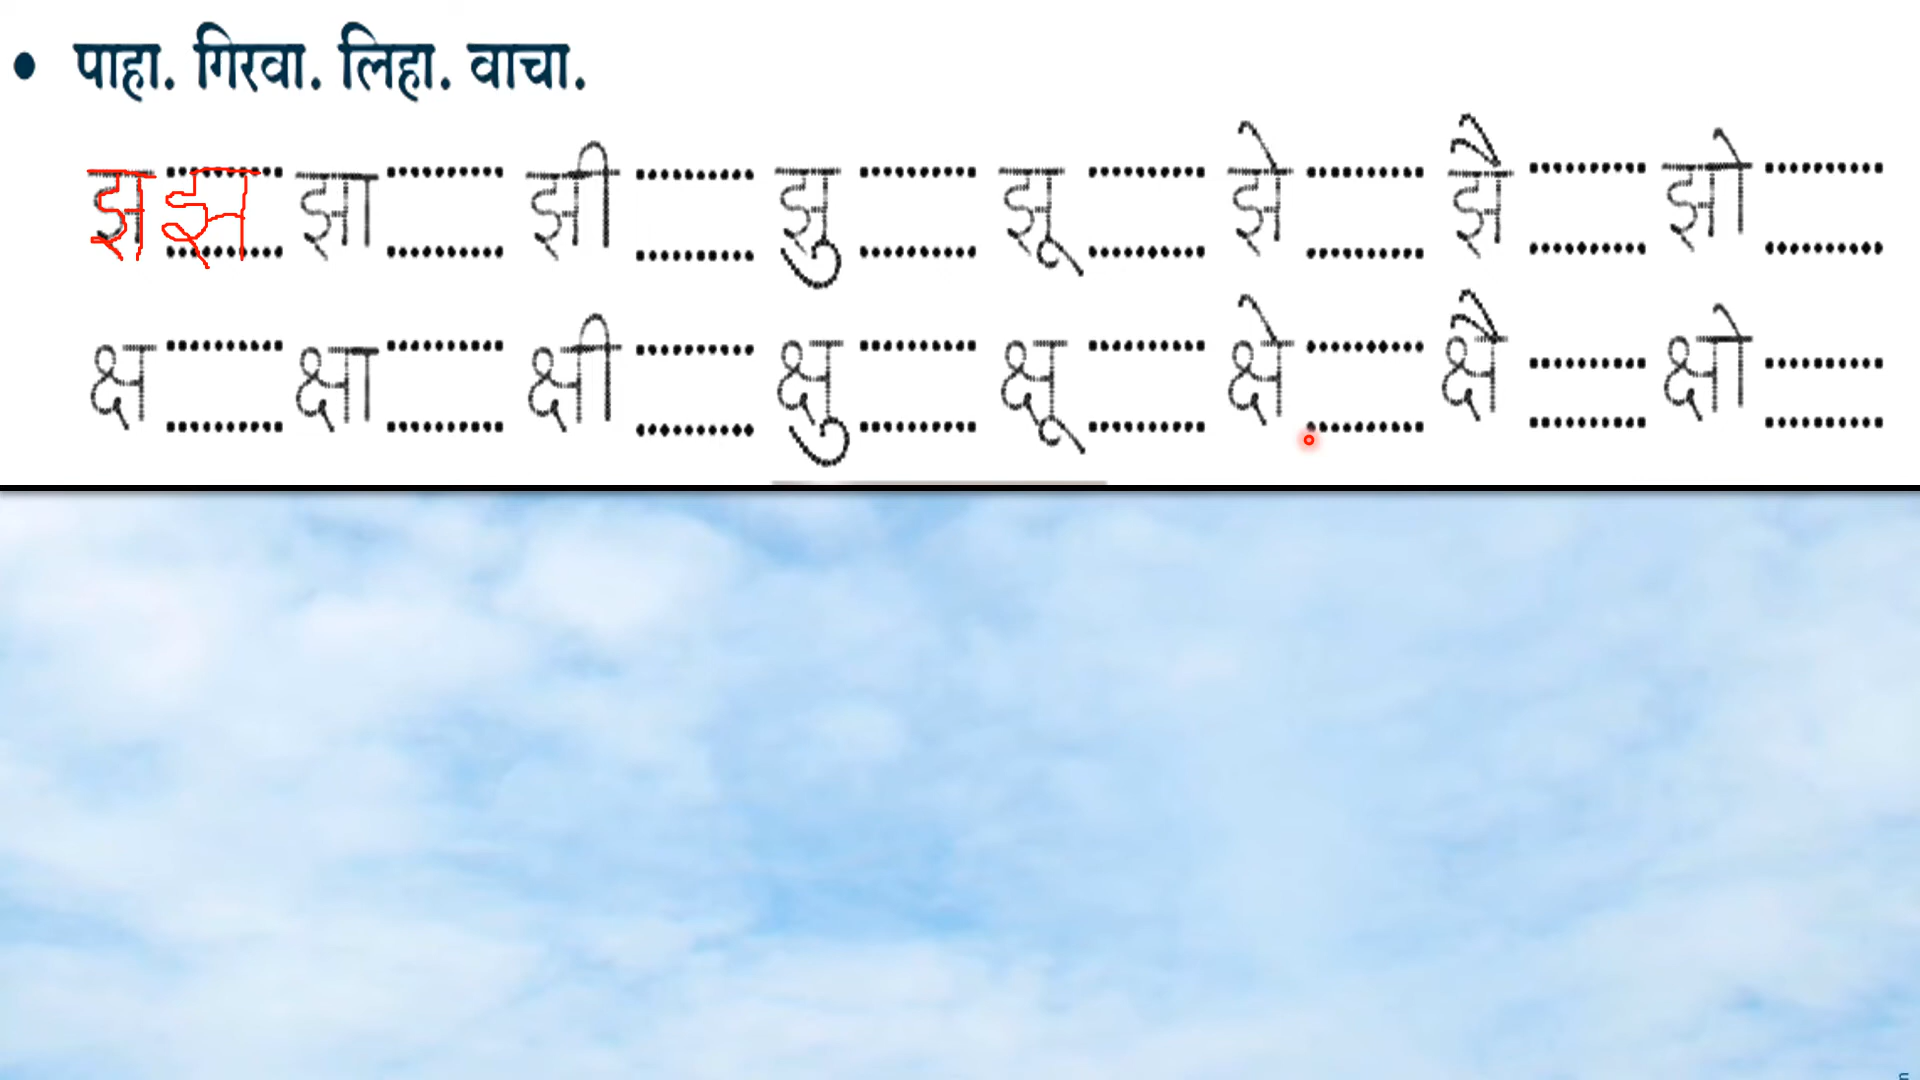 • पाहा. गिरवा. लिहा. वाचा.
झ झ झा झी झु झू झे झै झो
क्ष क्षा क्षी क्षु क्षू क्षे क्षै क्षो